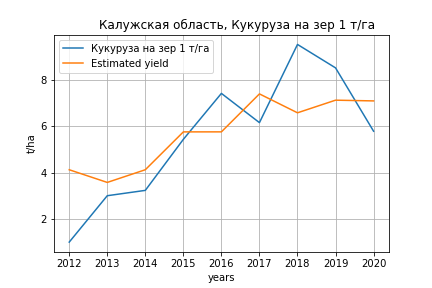 Калужская область, Кукуруза на зер 1 т/га
Кукуруза на зер 1 т/га
Estimated yield
8
6
4
2
t/ha
2012 2013 2014 2015 2016 2017 2018 2019 2020
years